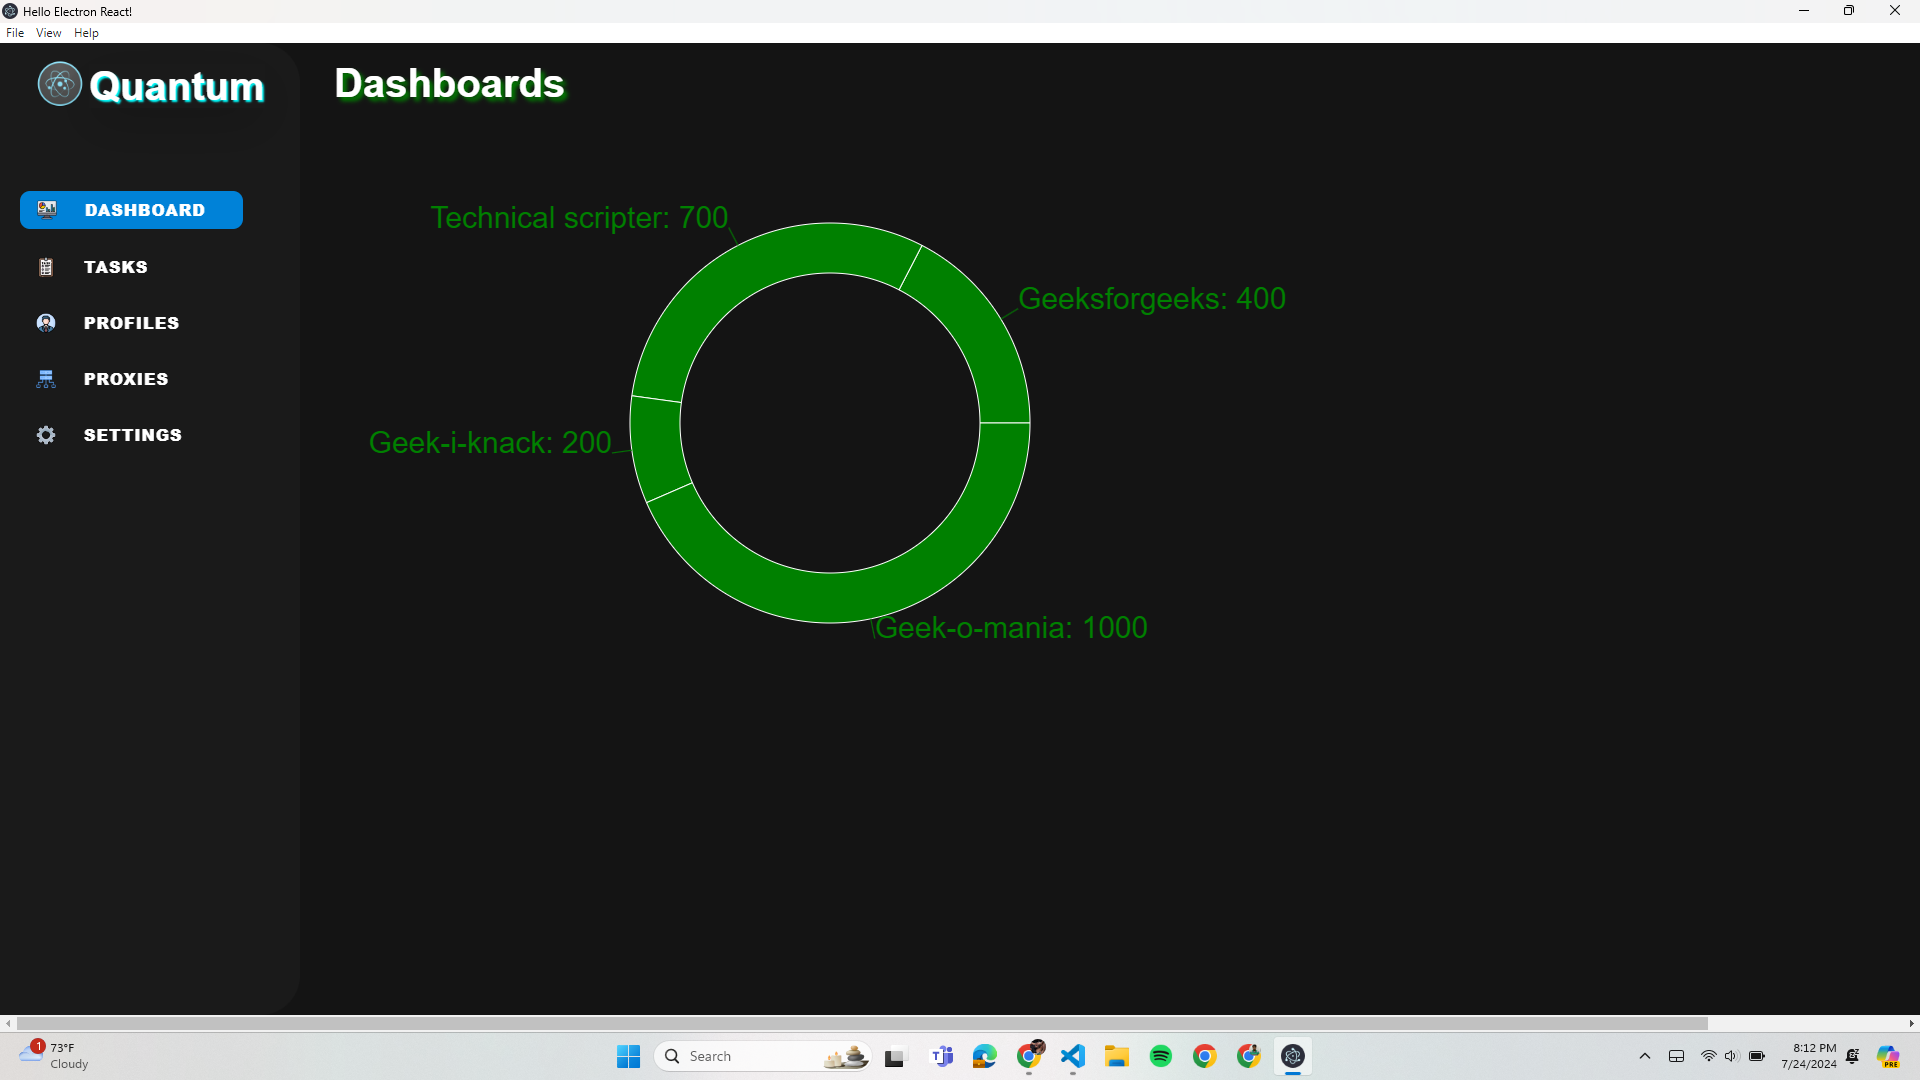 Hello Electron React!
File View Help
Quantum
Dashboards
DASHBOARD
TASKS
PROFILES
PROXIES
SETTINGS
Technical scripter: 700
Geeksforgeeks: 400
Geek-i-knack: 200
Geek-o-mania: 1000
1
73°F
Cloudy
Search
8:12 PM
7/24/2024
PRE